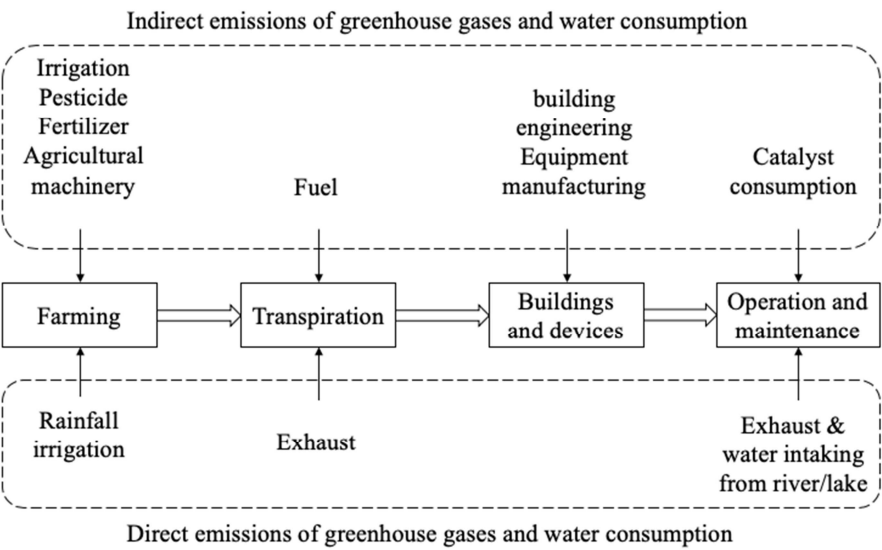 Indirect emissions of greenhouse gases and water consumption
Irrigation
Pesticide
Fertilizer
Agricultural
machinery
Fuel
building
engineering
Equipment
manufacturing
Catalyst
consumption
Farming
Transpiration
Buildings
and devices
Operation and
maintenance
Rainfall
irrigation
Exhaust
Exhaust &
water intaking
from river/lake
Direct emissions of greenhouse gases and water consumption